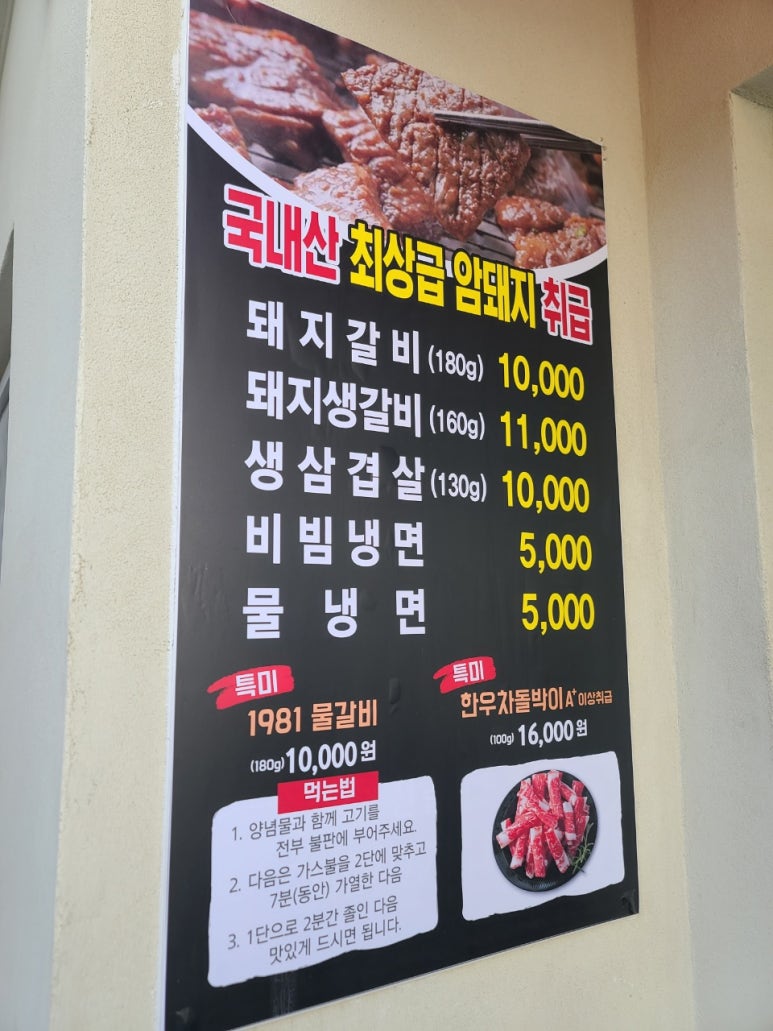 국내산 최상급 암돼지 취급
돼지갈비 (180g) 10,000
돼지생갈비 (160g) 11,000
생삼겹살 (130g) 10,000
비빔냉면 5,000
물냉면 5,000
특미
1981 물갈비
(180g) 10,000원
먹는법
1. 양념물과 함께 고기를
전부 불판에 부어주세요.
2. 다음은 가스불을 2단에 맞추고
7분(동안) 가열한 다음
3. 1단으로 2분간 졸인 다음
맛있게 드시면 됩니다.
특미
한우차돌박이 A+ 이상취급
(100g) 16,000원